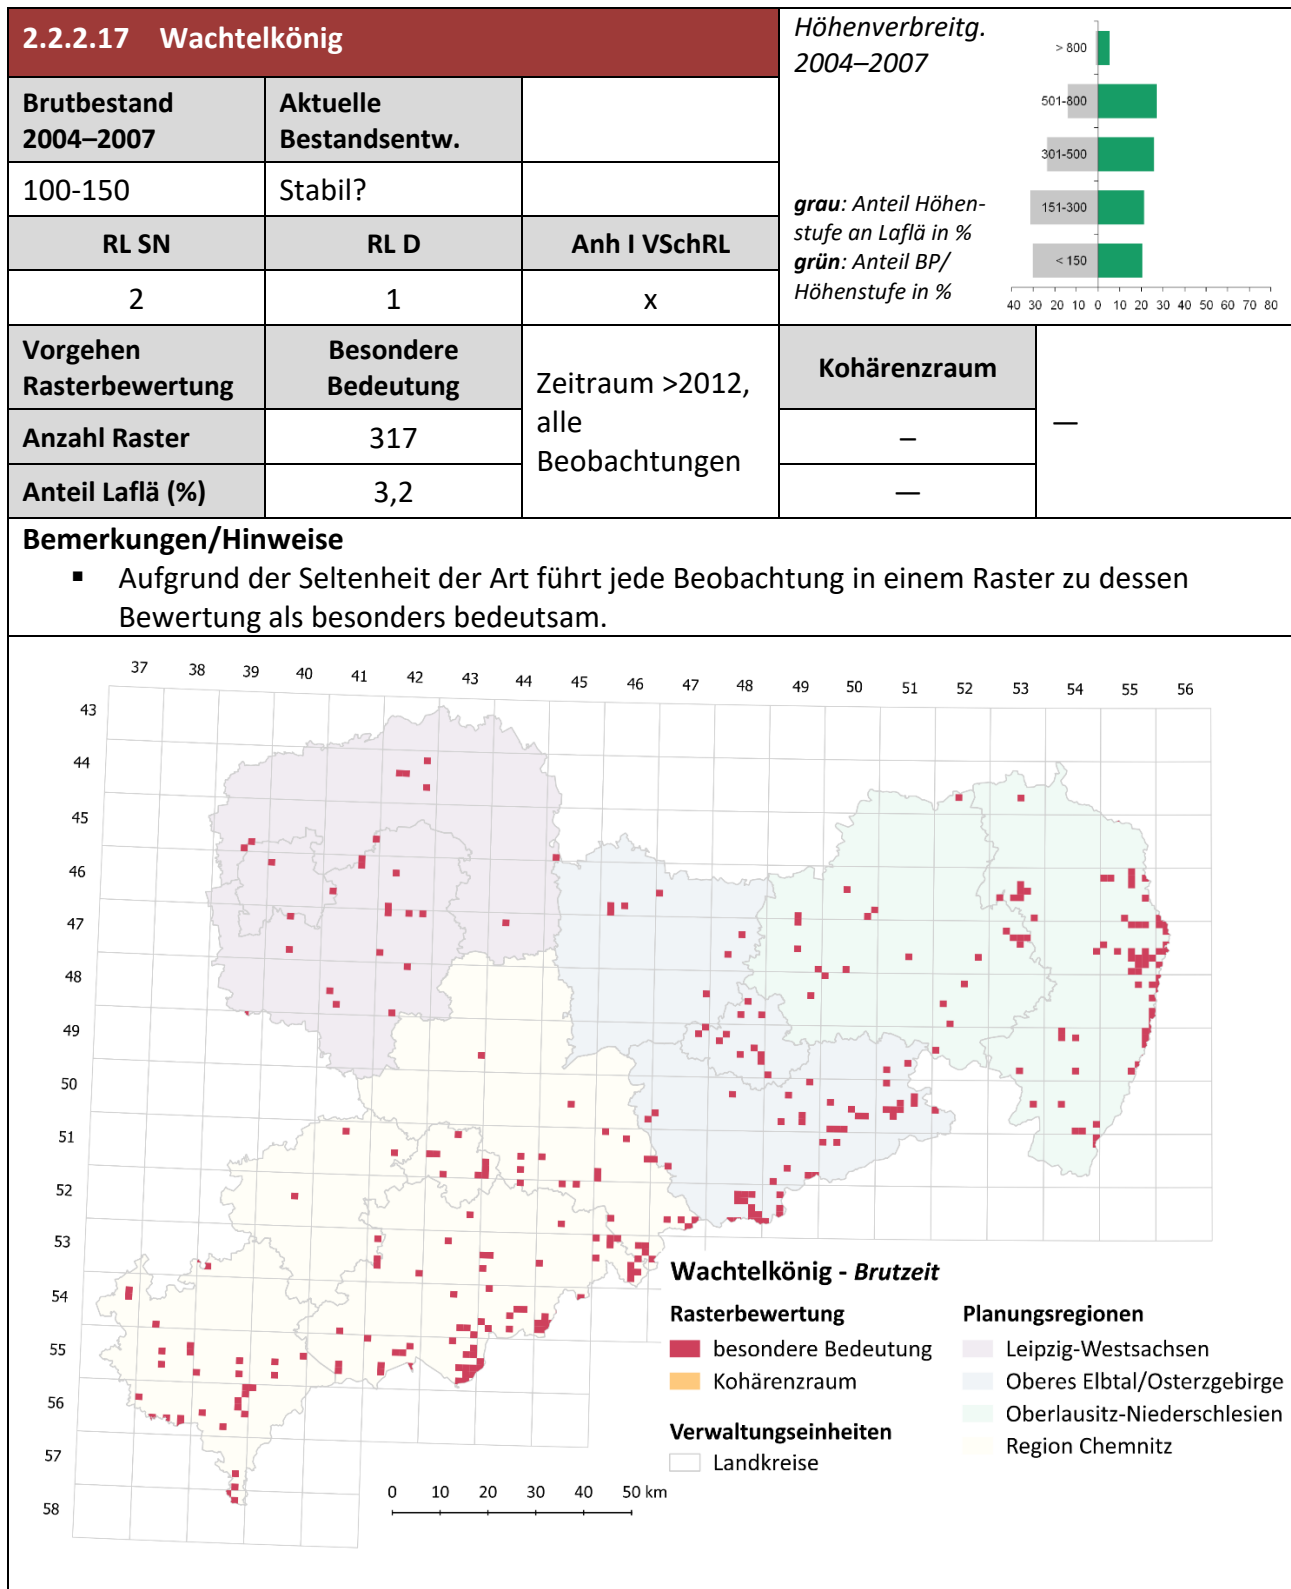 2.2.2.17 Wachtelkönig
Höhenverbreitg.
2004–2007
> 800
501-800
301-500
151-300
< 150
40 30 20 10 0 10 20 30 40 50 60 70 80
grau: Anteil Höhen-
stufe an Laflä in %
grün: Anteil BP/
Höhenstufe in %
Brutbestand
2004–2007
Aktuelle
Bestandsentw.
100-150
Stabil?
RL SN
RL D
Anh I VSchRL
2
1
x
Vorgehen
Rasterbewertung
Besondere
Bedeutung
Zeitraum >2012,
alle
Beobachtungen
Kohärenzraum
—
Anzahl Raster
317
–
Anteil Laflä (%)
3,2
—
Bemerkungen/Hinweise
▪ Aufgrund der Seltenheit der Art führt jede Beobachtung in einem Raster zu dessen
Bewertung als besonders bedeutsam.
37 38 39 40 41 42 43 44 45 46 47 48 49 50 51 52 53 54 55 56
43
44
45
46
47
48
49
50
51
52
53
54
55
56
57
58
Wachtelkönig - Brutzeit
Rasterbewertung
besondere Bedeutung
Kohärenzraum
Verwaltungseinheiten
Landkreise
Planungsregionen
Leipzig-Westsachsen
Oberes Elbtal/Osterzgebirge
Oberlausitz-Niederschlesien
Region Chemnitz
0 10 20 30 40 50 km